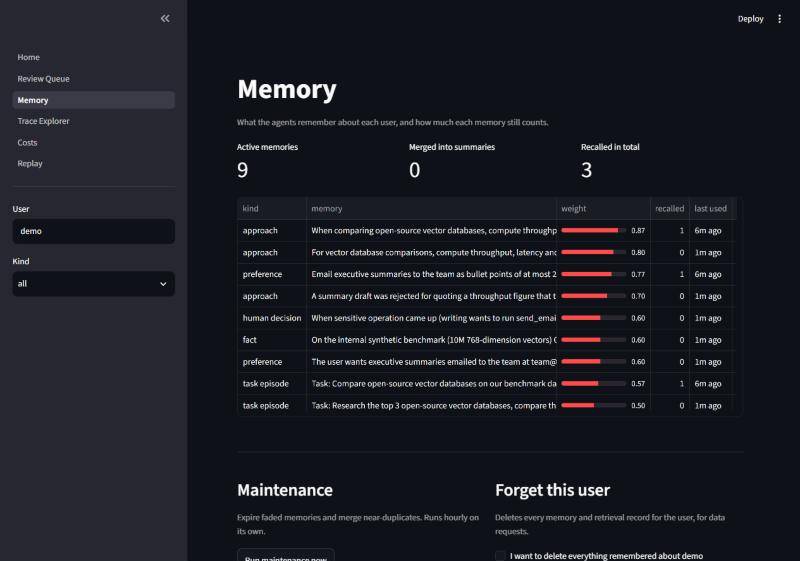 Deploy
Home
Review Queue
Memory
Trace Explorer
Costs
Replay
User
demo
Kind
all
Memory
What the agents remember about each user, and how much each memory still counts.
Active memories Merged into summaries Recalled in total
9 0 3
kind memory weight recalled last used
approach When comparing open-source vector databases, compute throughp 0.87 1 6m ago
approach For vector database comparisons, compute throughput, latency and 0.80 0 1m ago
preference Email executive summaries to the team as bullet points of at most 2 0.77 1 6m ago
approach A summary draft was rejected for quoting a throughput figure that t 0.70 0 1m ago
human decision When sensitive operation came up (writing wants to run send_emai 0.60 0 1m ago
fact On the internal synthetic benchmark (10M 768-dimension vectors) 0.60 0 1m ago
preference The user wants executive summaries emailed to the team at team@ 0.60 0 1m ago
task episode Task: Compare open-source vector databases on our benchmark da 0.57 1 6m ago
task episode Task: Research the top 3 open-source vector databases, compare th 0.50 0 1m ago
Maintenance
Expire faded memories and merge near-duplicates. Runs hourly on
its own.
Run maintenance now
Forget this user
Deletes every memory and retrieval record for the user, for data
requests.
I want to delete everything remembered about demo